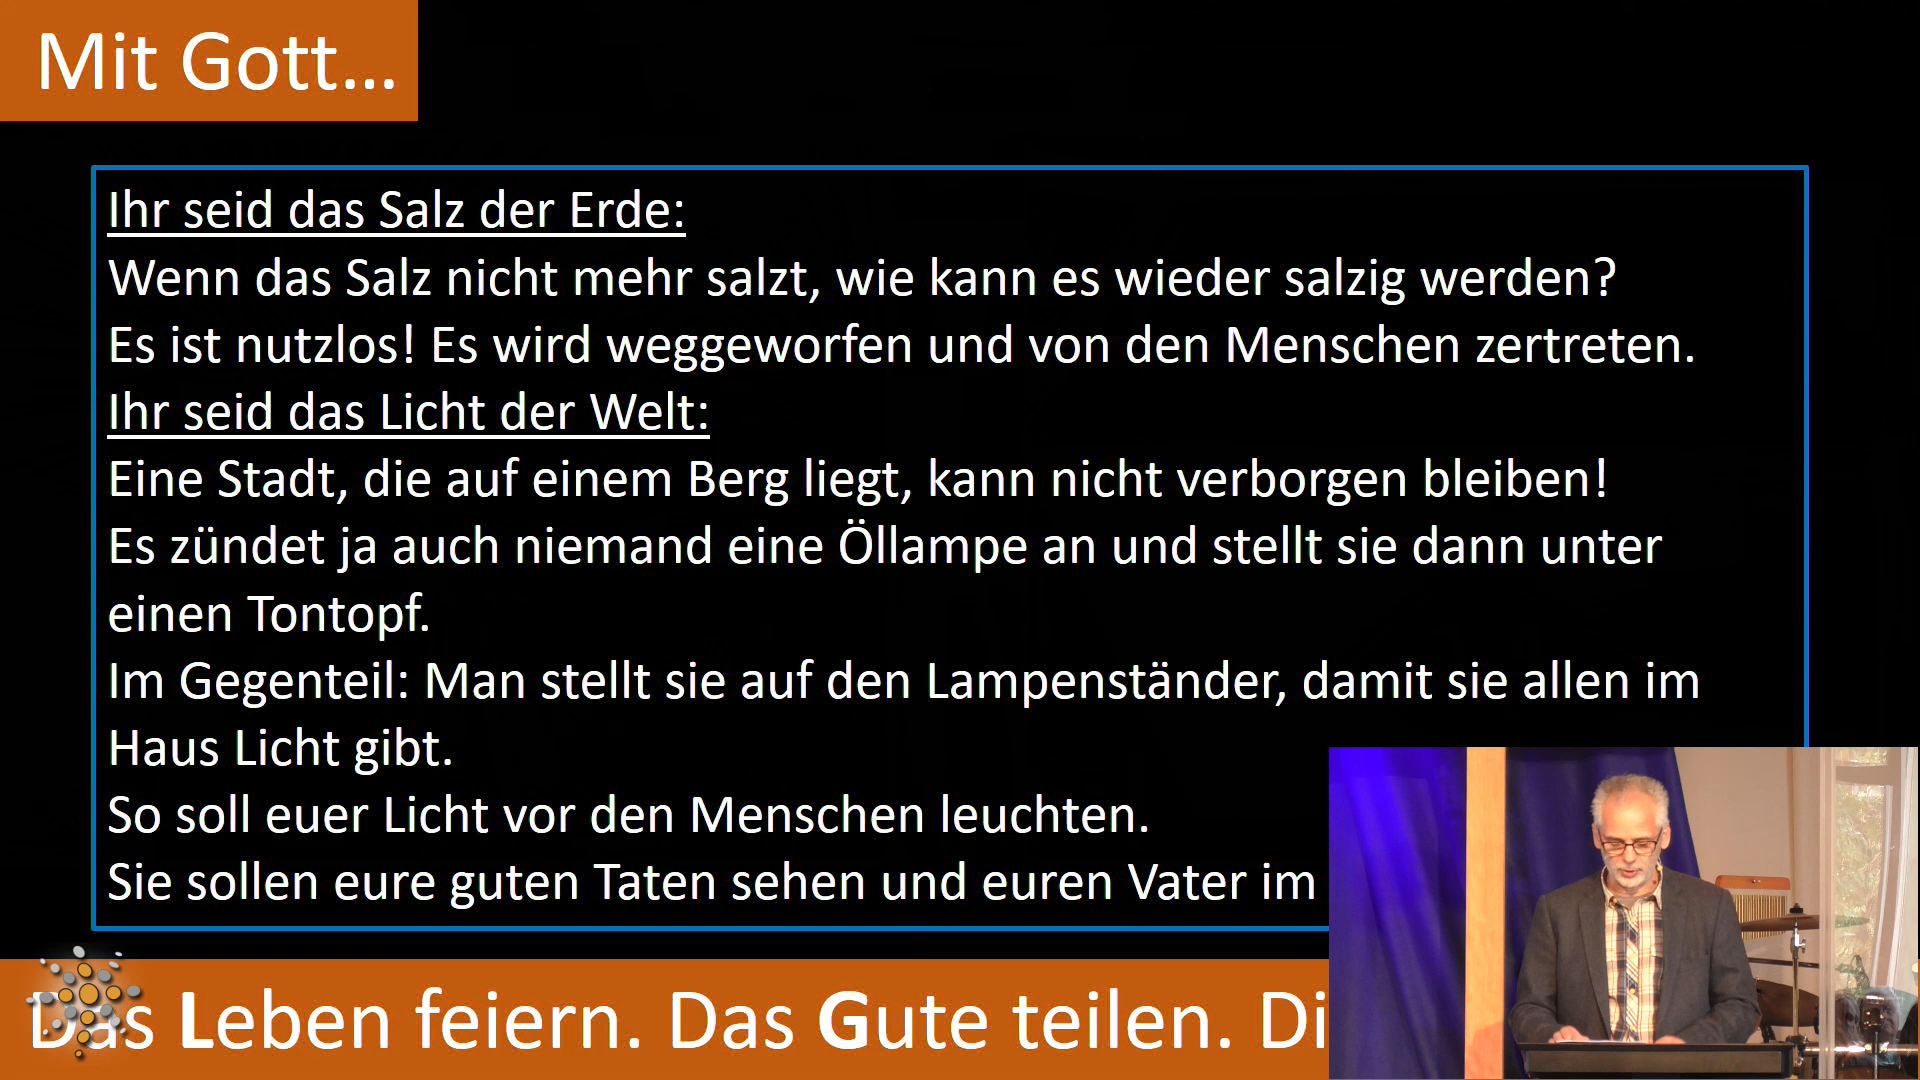 Mit Gott...
Ihr seid das Salz der Erde:
Wenn das Salz nicht mehr salzt, wie kann es wieder salzig werden?
Es ist nutzlos! Es wird weggeworfen und von den Menschen zertreten.
Ihr seid das Licht der Welt:
Eine Stadt, die auf einem Berg liegt, kann nicht verborgen bleiben!
Es zündet ja auch niemand eine Öllampe an und stellt sie dann unter
einen Tontopf.
Im Gegenteil: Man stellt sie auf den Lampenständer, damit sie allen im
Haus Licht gibt.
So soll euer Licht vor den Menschen leuchten.
Sie sollen eure guten Taten sehen und euren Vater im
Das Leben feiern. Das Gute teilen. Di